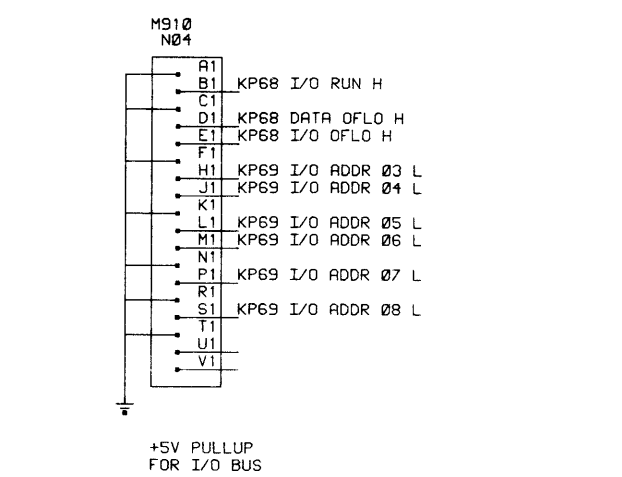 M910
N04
A1
B1 KP68 I/O RUN H
C1
D1 KP68 DATA OFLO H
E1 KP68 I/O OFLO H
F1
H1 KP69 I/O ADDR 03 L
J1 KP69 I/O ADDR 04 L
K1
L1 KP69 I/O ADDR 05 L
M1 KP69 I/O ADDR 06 L
N1
P1 KP69 I/O ADDR 07 L
R1
S1 KP69 I/O ADDR 08 L
T1
U1
V1
+5V PULLUP
FOR I/O BUS